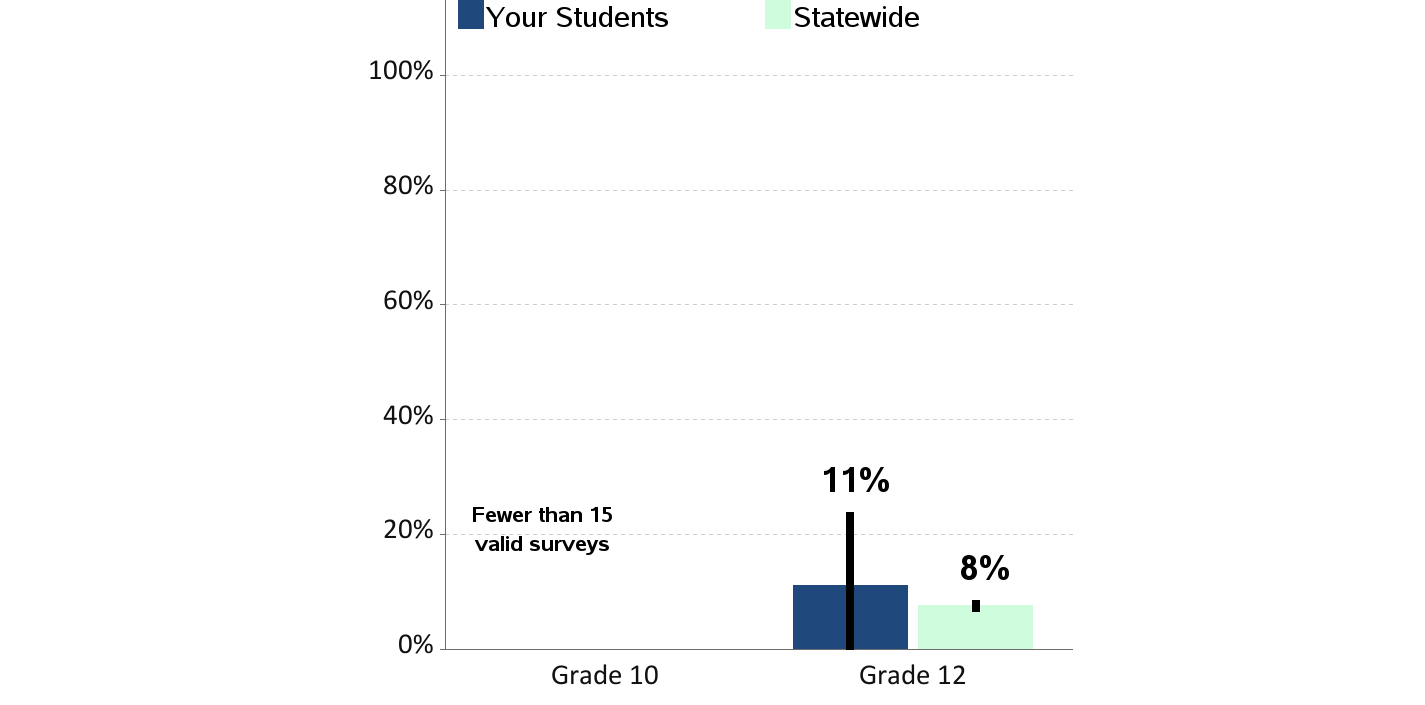 Your Students Statewide
100%
80%
60%
40%
20%
0%
11%
8%
Fewer than 15
valid surveys
Grade 10 Grade 12